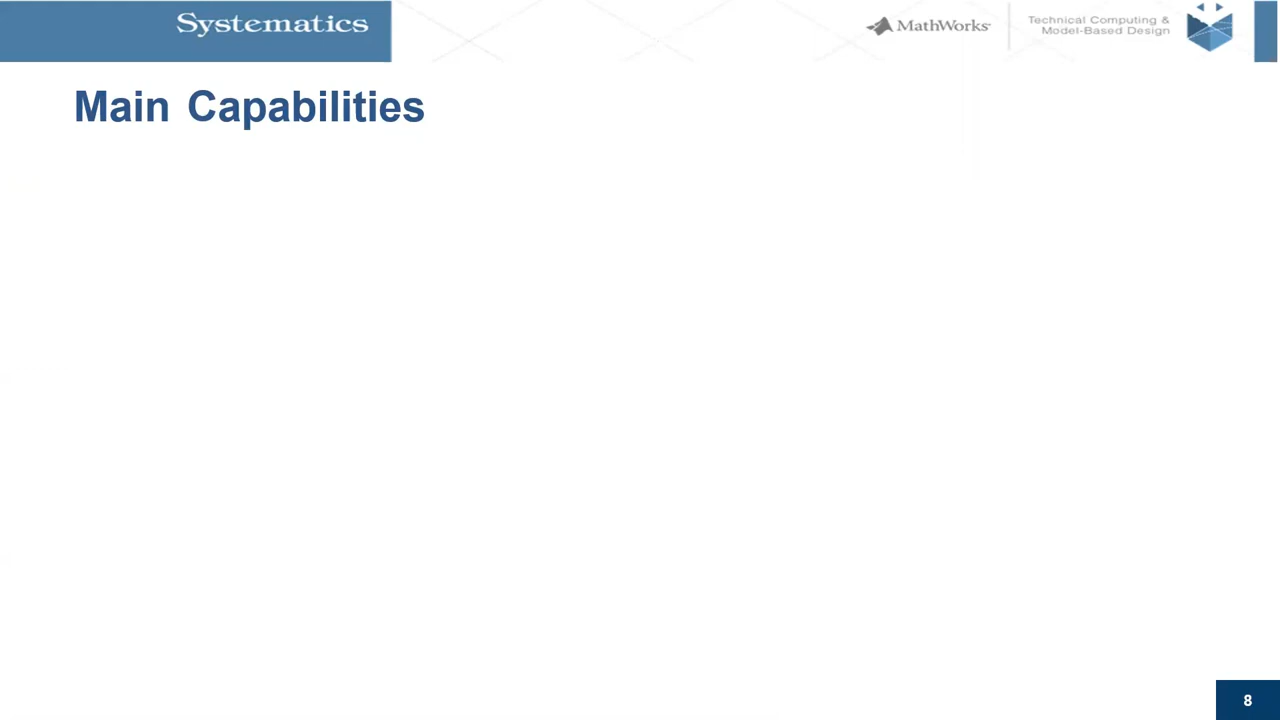 Systematics
MathWorks
Technical Computing &
Model-Based Design
Main Capabilities
8